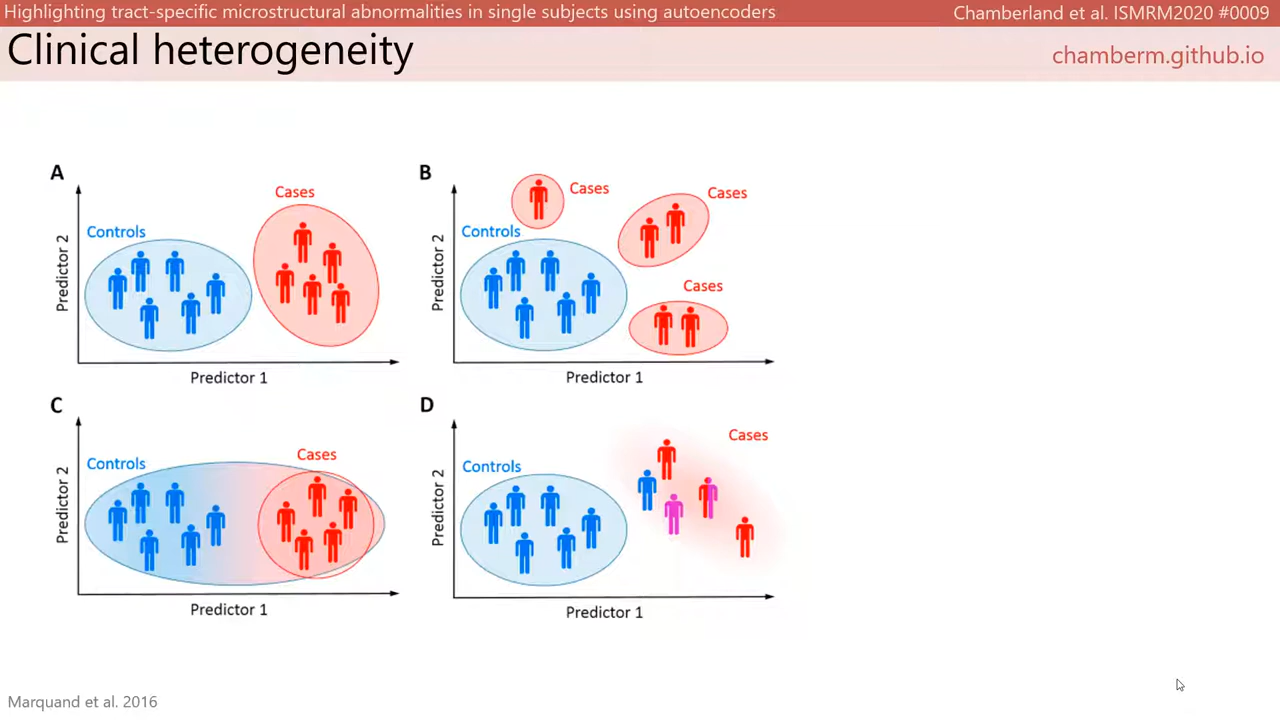 Highlighting tract-specific microstructural abnormalities in single subjects using autoencoders
Chamberland et al. ISMRM2020 #0009
Clinical heterogeneity
chamberm.github.io
A
Cases
Controls
Predictor 2
Predictor 1
B
Cases
Cases
Controls
Cases
Predictor 2
Predictor 1
C
Cases
Controls
Predictor 2
Predictor 1
D
Cases
Controls
Predictor 2
Predictor 1
Marquand et al. 2016